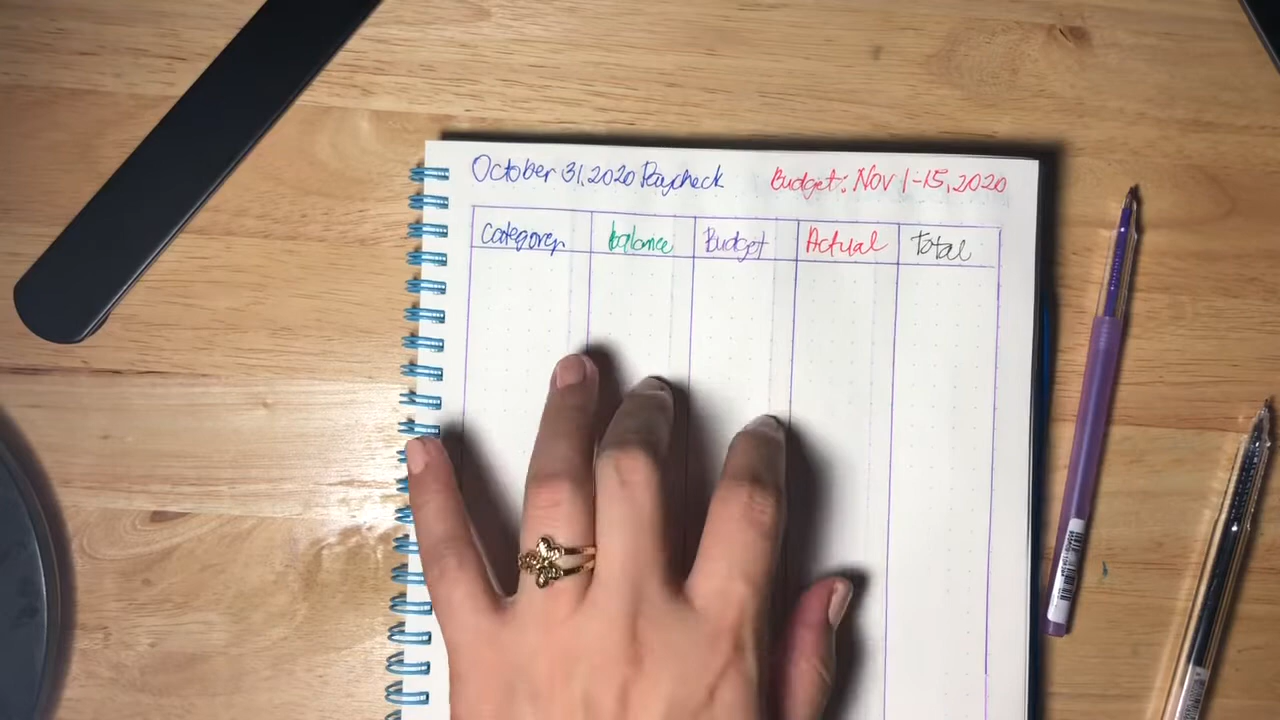 October 31, 2020 Paycheck Budget: Nov 1-15, 2020
Category balance Budget Actual Total